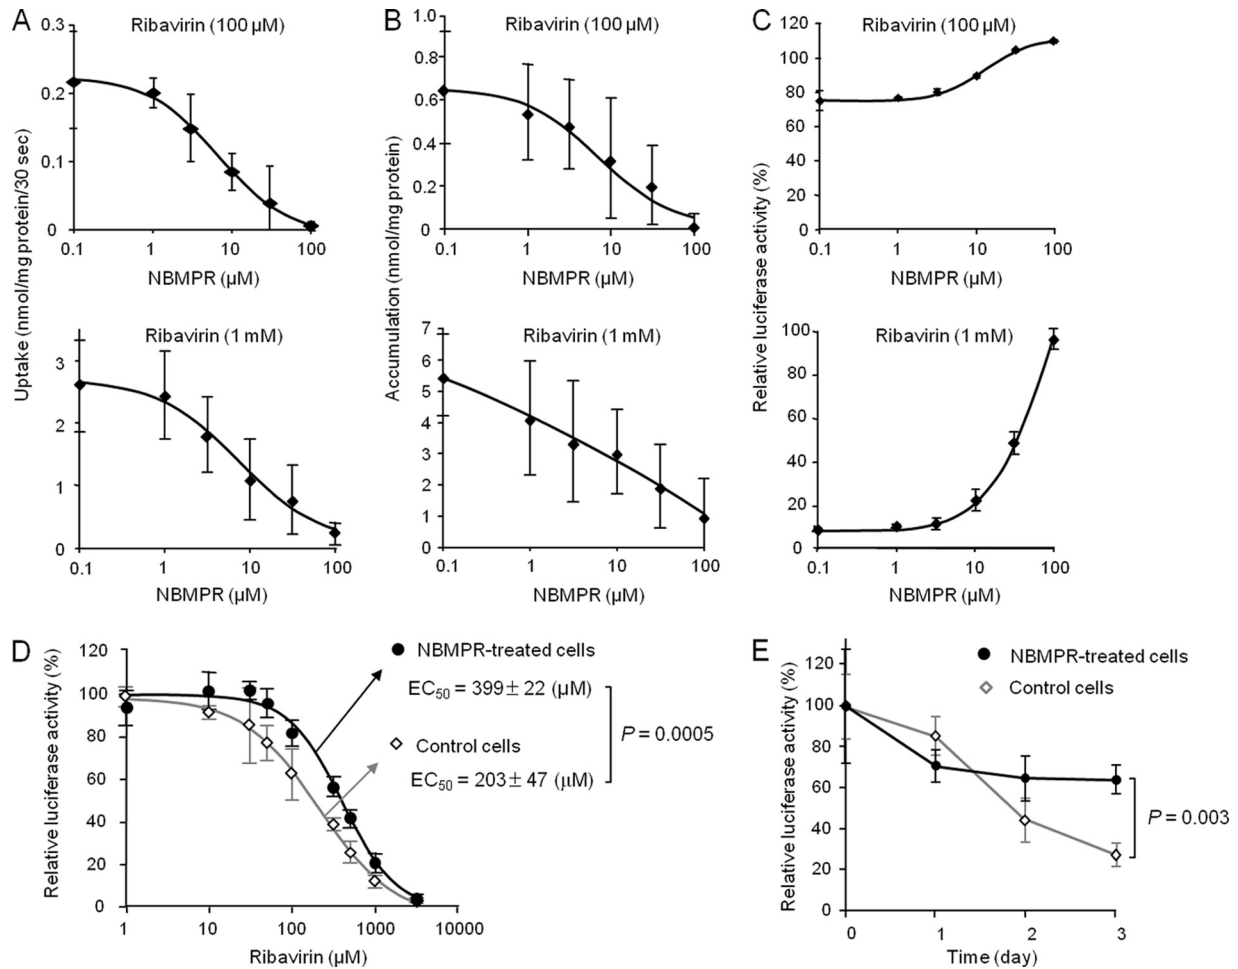 A
Ribavirin (100 μM)
0.3
0.2
0.1
0
0.1
1
10
100
NBMPR (μM)
Ribavirin (1 mM)
3
2
1
0
0.1
1
10
100
NBMPR (μM)
Uptake (nmol/mg protein/30 sec)
B
Ribavirin (100 μM)
1.0
0.8
0.6
0.4
0.2
0
0.1
1
10
100
NBMPR (μM)
Ribavirin (1 mM)
7
6
5
4
3
2
1
0
0.1
1
10
100
NBMPR (μM)
Accumulation (nmol/mg protein)
C
Ribavirin (100 μM)
120
100
80
60
40
20
0
0.1
1
10
100
NBMPR (μM)
Ribavirin (1 mM)
100
80
60
40
20
0
0.1
1
10
100
NBMPR (μM)
Relative luciferase activity (%)
D
120
100
80
60
40
20
0
1
10
100
1000
10000
Ribavirin (μM)
Relative luciferase activity (%)
NBMPR-treated cells
EC50 = 399 ± 22 (μM)
Control cells
EC50 = 203 ± 47 (μM)
P = 0.0005
E
120
100
80
60
40
20
0
0
1
2
3
Time (day)
Relative luciferase activity (%)
NBMPR-treated cells
Control cells
P = 0.003